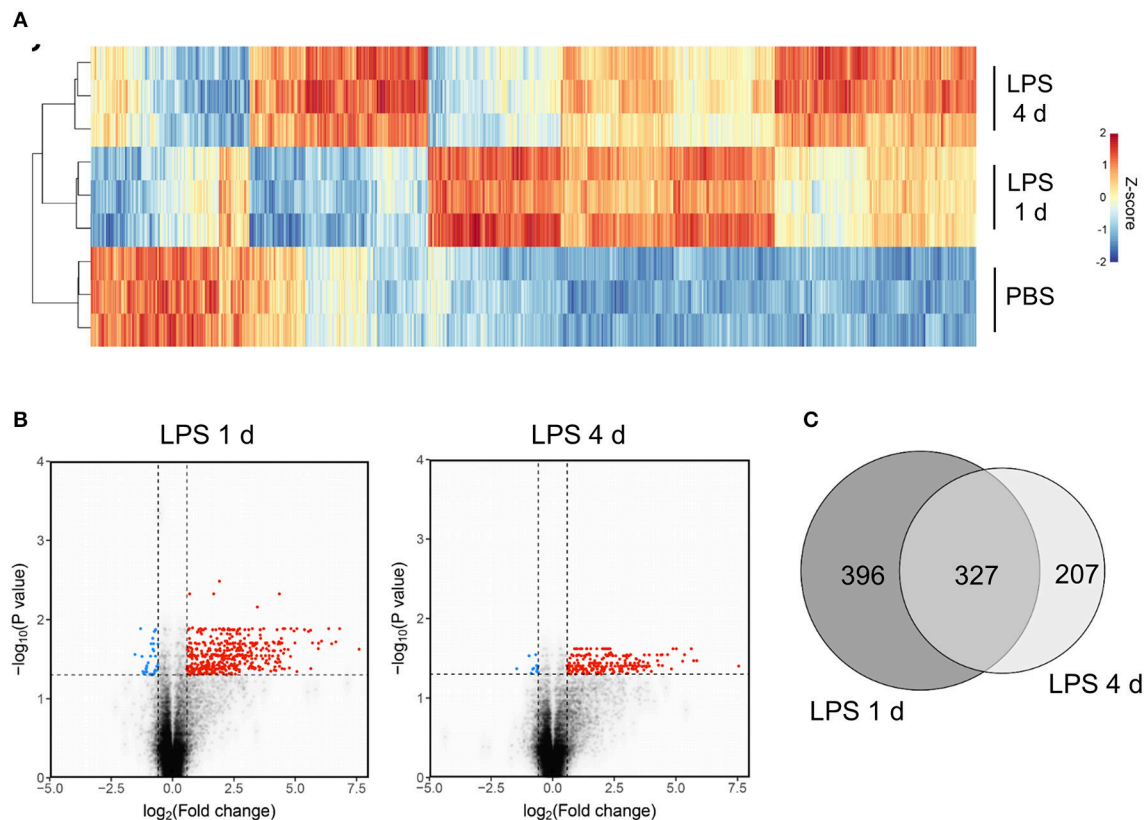 A
LPS
4 d
LPS
1 d
PBS
2
1
0
-1
-2
Z-score
B
LPS 1 d
4
3
2
1
0
−log10(P value)
−5.0
−2.5
0.0
2.5
5.0
7.5
log2(Fold change)
LPS 4 d
4
3
2
1
0
−log10(P value)
−5.0
−2.5
0.0
2.5
5.0
7.5
log2(Fold change)
C
396
327
207
LPS 1 d
LPS 4 d